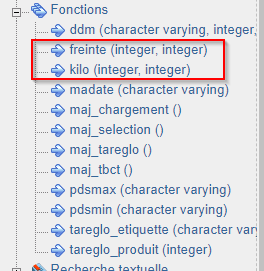 Fonctions
ddm (character varying, integer,
freinte (integer, integer)
kilo (integer, integer)
madate (character varying)
maj_chargement ()
maj_selection ()
maj_tareglo ()
maj_tbct ()
pdsmax (character varying)
pdsmin (character varying)
tareglo_etiquette (character varying)
tareglo_produit (integer)
Recherche textuelle